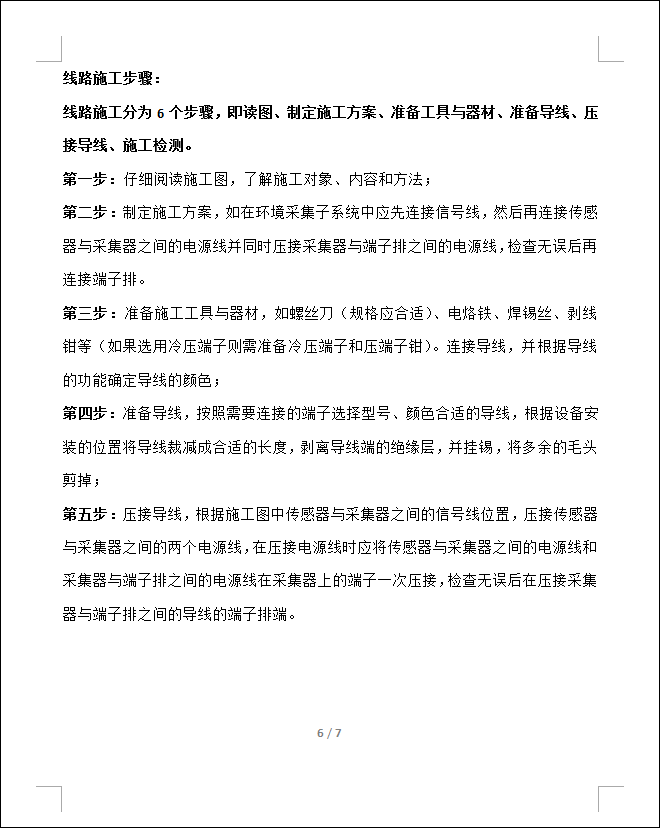 线路施工步骤：
线路施工分为 6 个步骤，即读图、制定施工方案、准备工具与器材、准备导线、压
接导线、施工检测。
第一步：仔细阅读施工图，了解施工对象、内容和方法；
第二步：制定施工方案，如在环境采集子系统中应先连接信号线，然后再连接传感
器与采集器之间的电源线并同时压接采集器与端子排之间的电源线，检查无误后再
连接端子排。
第三步：准备施工工具与器材，如螺丝刀（规格应合适）、电烙铁、焊锡丝、剥线
钳等（如果选用冷压端子则需准备冷压端子和压端子钳）。连接导线，并根据导线
的功能确定导线的颜色；
第四步：准备导线，按照需要连接的端子选择型号、颜色合适的导线，根据设备安
装的位置将导线裁减成合适的长度，剥离导线端的绝缘层，并挂锡，将多余的毛头
剪掉；
第五步：压接导线，根据施工图中传感器与采集器之间的信号线位置，压接传感器
与采集器之间的两个电源线，在压接电源线时应将传感器与采集器之间的电源线和
采集器与端子排之间的电源线在采集器上的端子一次压接，检查无误后在压接采集
器与端子排之间的导线的端子排端。
6 / 7